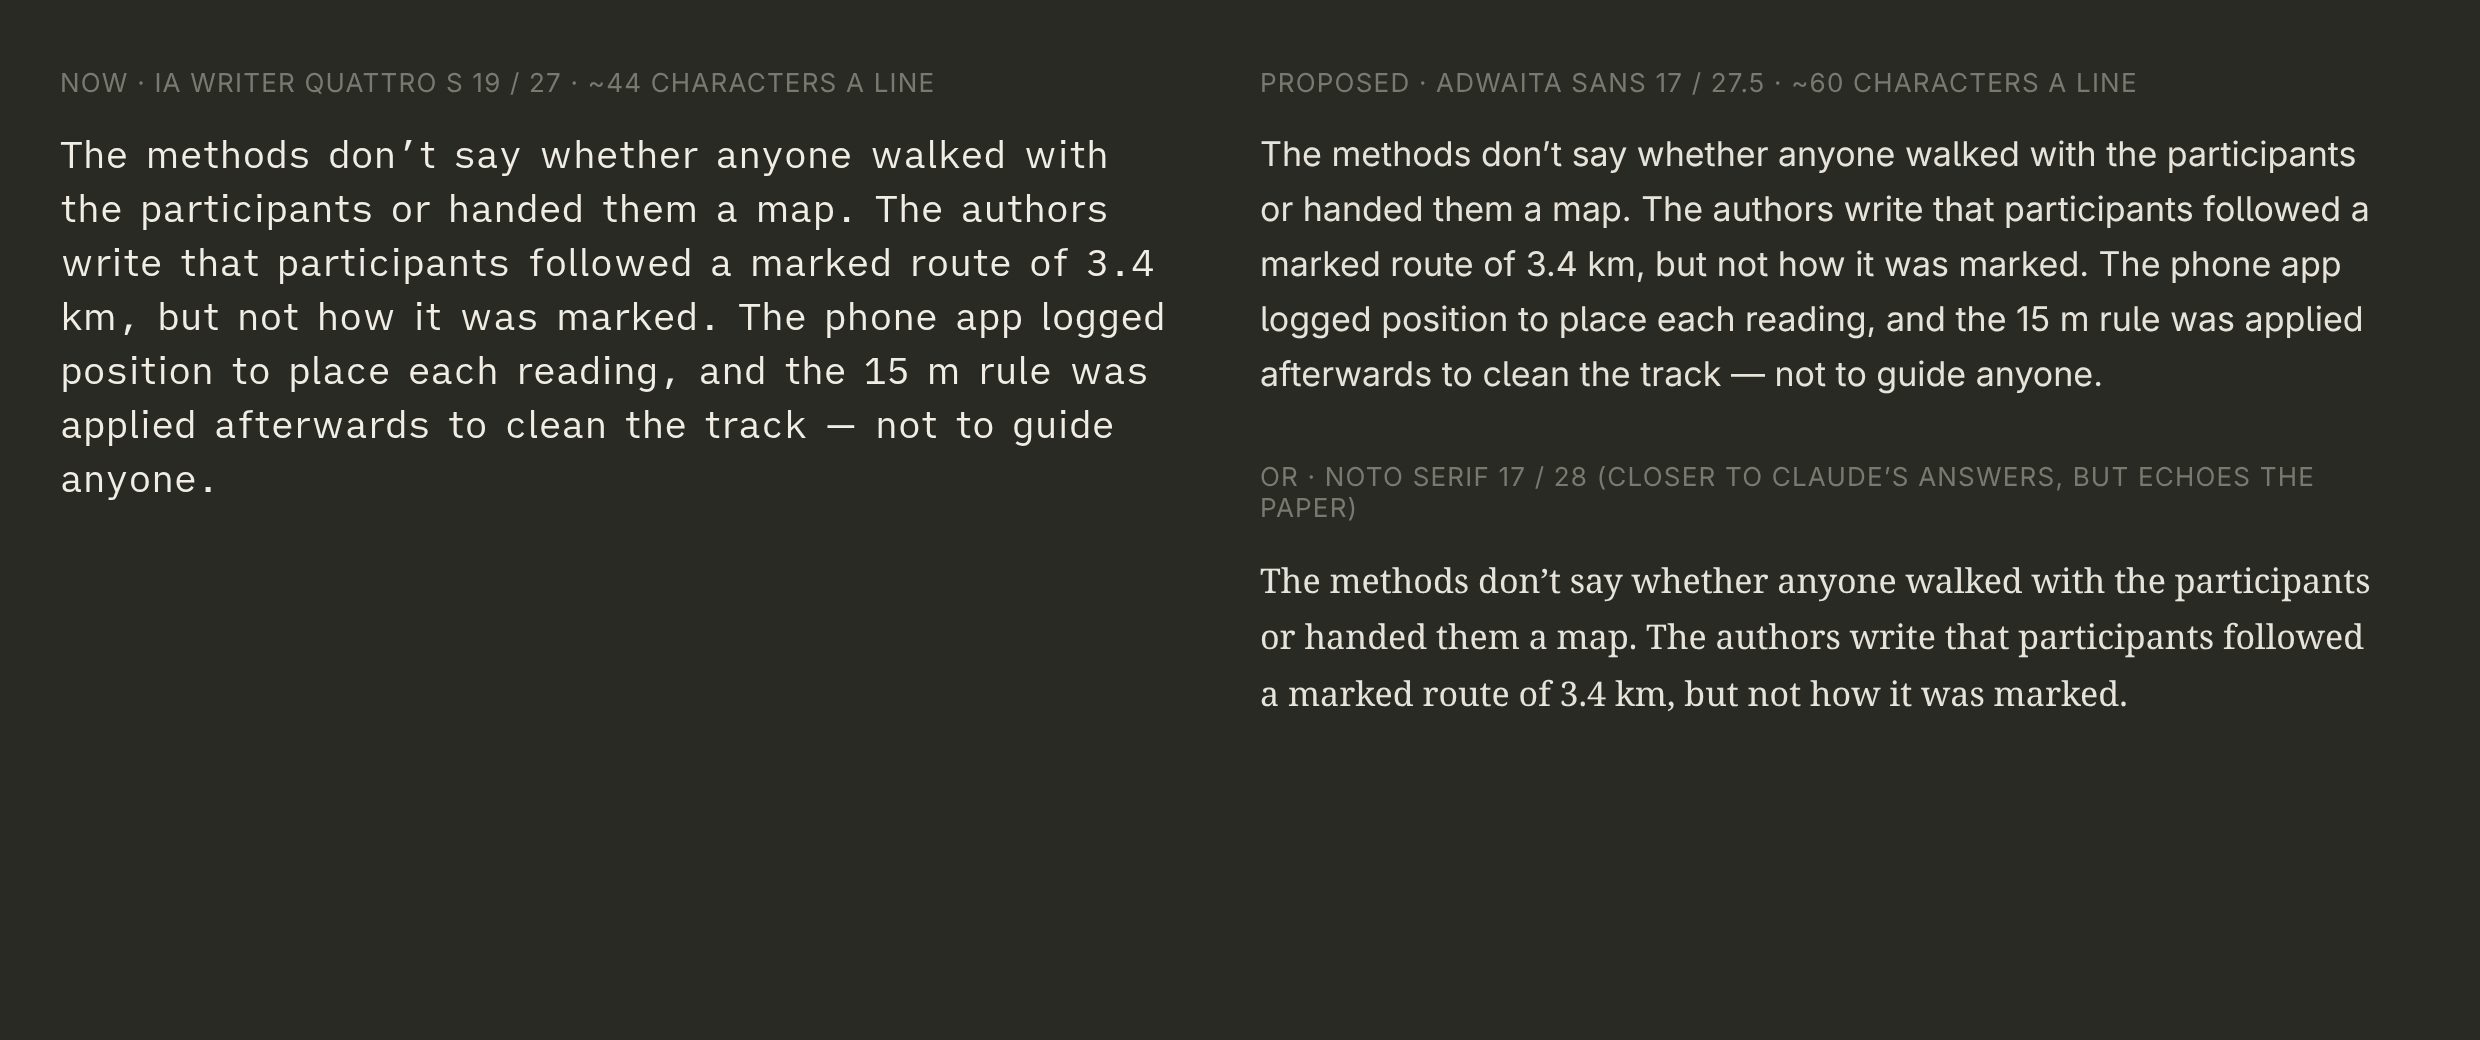 NOW · IA WRITER QUATTRO S 19 / 27 · ~44 CHARACTERS A LINE
The methods don’t say whether anyone walked with
the participants or handed them a map. The authors
write that participants followed a marked route of 3.4
km, but not how it was marked. The phone app logged
position to place each reading, and the 15 m rule was
applied afterwards to clean the track — not to guide
anyone.
PROPOSED · ADWAITA SANS 17 / 27.5 · ~60 CHARACTERS A LINE
The methods don’t say whether anyone walked with the participants
or handed them a map. The authors write that participants followed a
marked route of 3.4 km, but not how it was marked. The phone app
logged position to place each reading, and the 15 m rule was applied
afterwards to clean the track — not to guide anyone.
OR · NOTO SERIF 17 / 28 (CLOSER TO CLAUDE’S ANSWERS, BUT ECHOES THE
PAPER)
The methods don’t say whether anyone walked with the participants
or handed them a map. The authors write that participants followed
a marked route of 3.4 km, but not how it was marked.